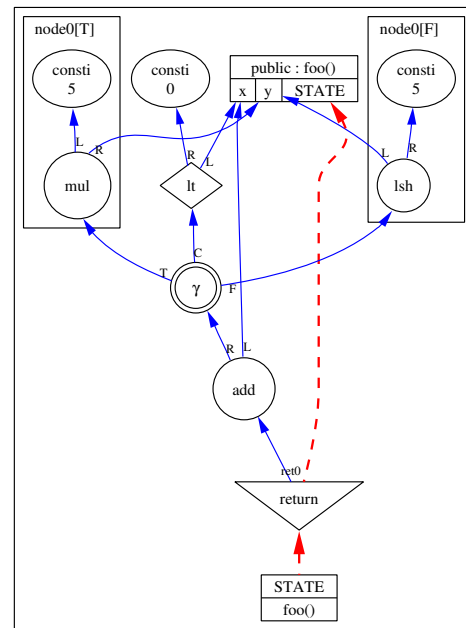 node0[T]
node0[F]
consti
5
consti
0
public : foo()
x y STATE
consti
5
L
R
R
L
L
R
mul
lt
lsh
C
T
F
γ
R
L
add
ret0
return
STATE
foo()